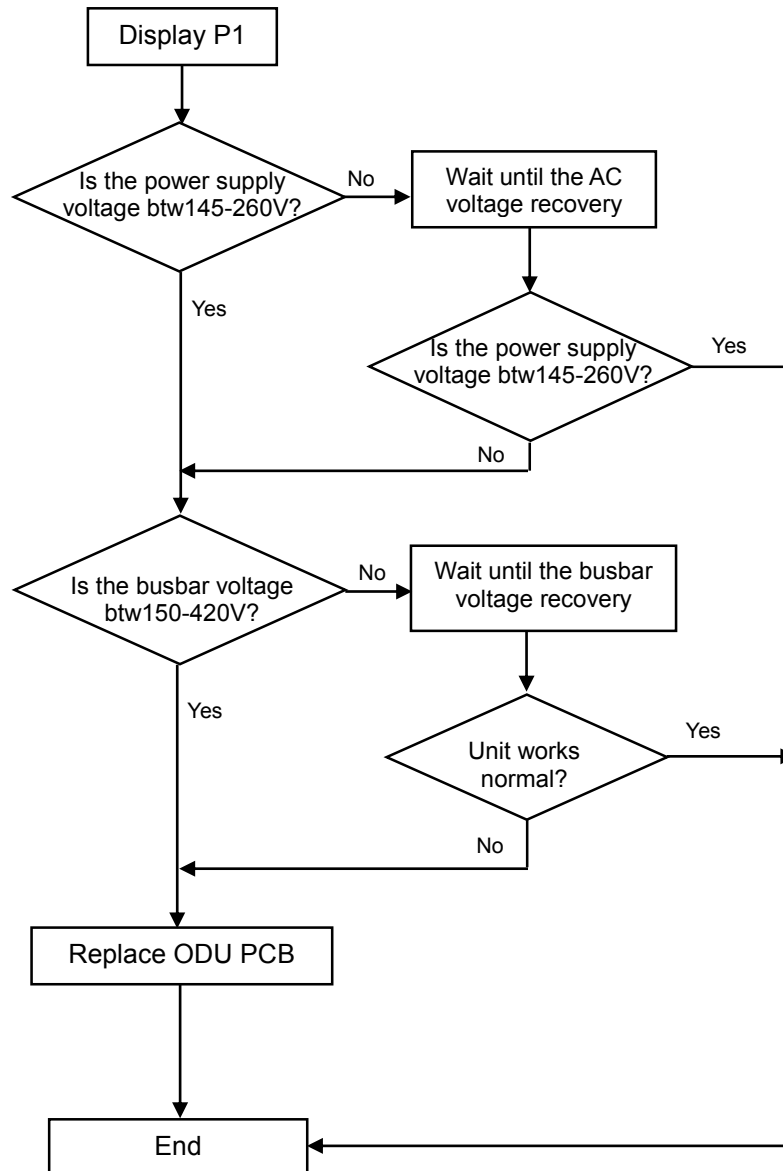 Display P1
Is the power supply
voltage btw145-260V?
No
Wait until the AC
voltage recovery
Yes
Is the power supply
voltage btw145-260V?
Yes
No
Is the busbar voltage
btw150-420V?
No
Wait until the busbar
voltage recovery
Yes
Unit works
normal?
Yes
No
Replace ODU PCB
End